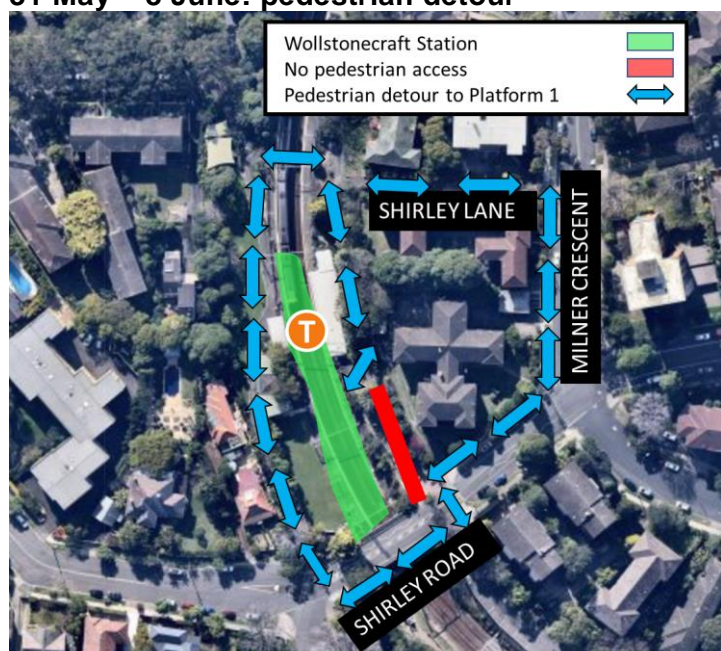 Wollstonecraft Station
No pedestrian access
Pedestrian detour to Platform 1
SHIRLEY LANE
MILNER CRESCENT
T
SHIRLEY ROAD